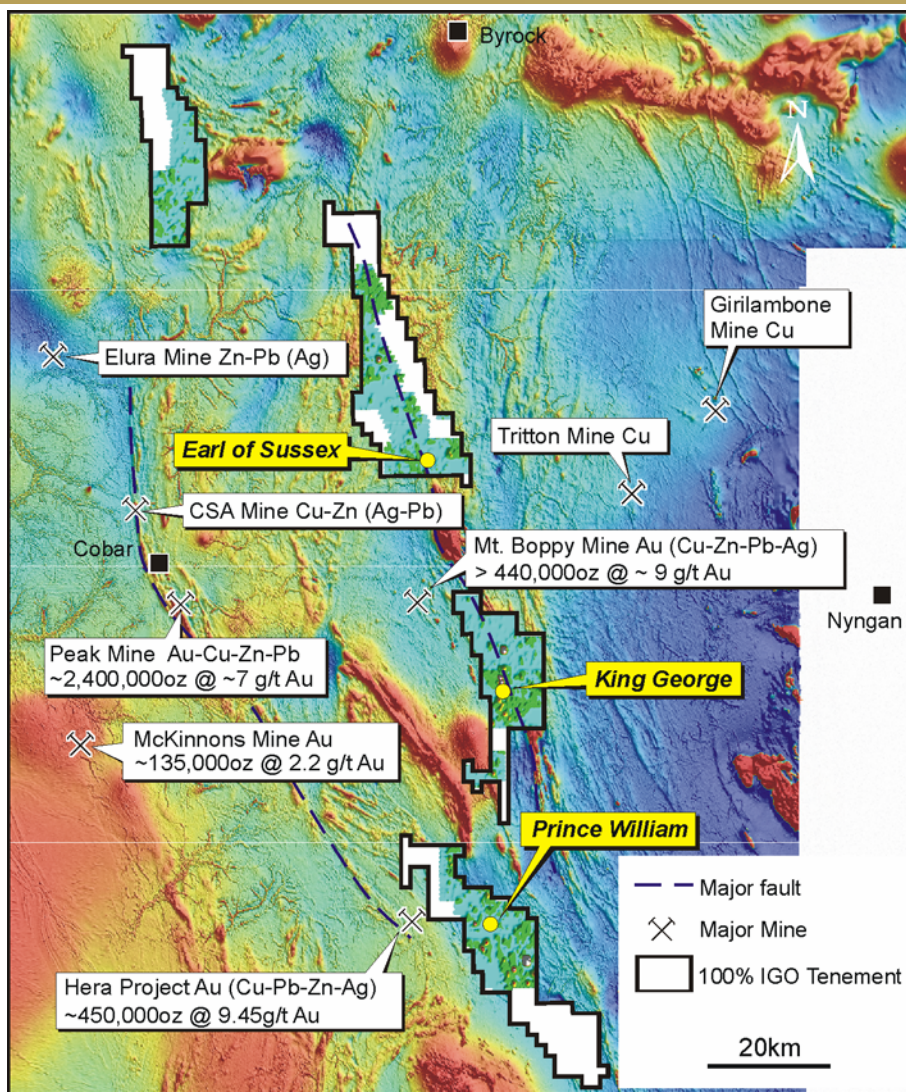 Byrock
N
Girilambone
Mine Cu
Elura Mine Zn-Pb (Ag)
Tritton Mine Cu
Earl of Sussex
CSA Mine Cu-Zn (Ag-Pb)
Cobar
Mt. Boppy Mine Au (Cu-Zn-Pb-Ag)
> 440,000oz @ ~ 9 g/t Au
Nyngan
Peak Mine Au-Cu-Zn-Pb
~2,400,000oz @ ~7 g/t Au
King George
McKinnons Mine Au
~135,000oz @ 2.2 g/t Au
Prince William
Major fault
Major Mine
100% IGO Tenement
Hera Project Au (Cu-Pb-Zn-Ag)
~450,000oz @ 9.45g/t Au
20km